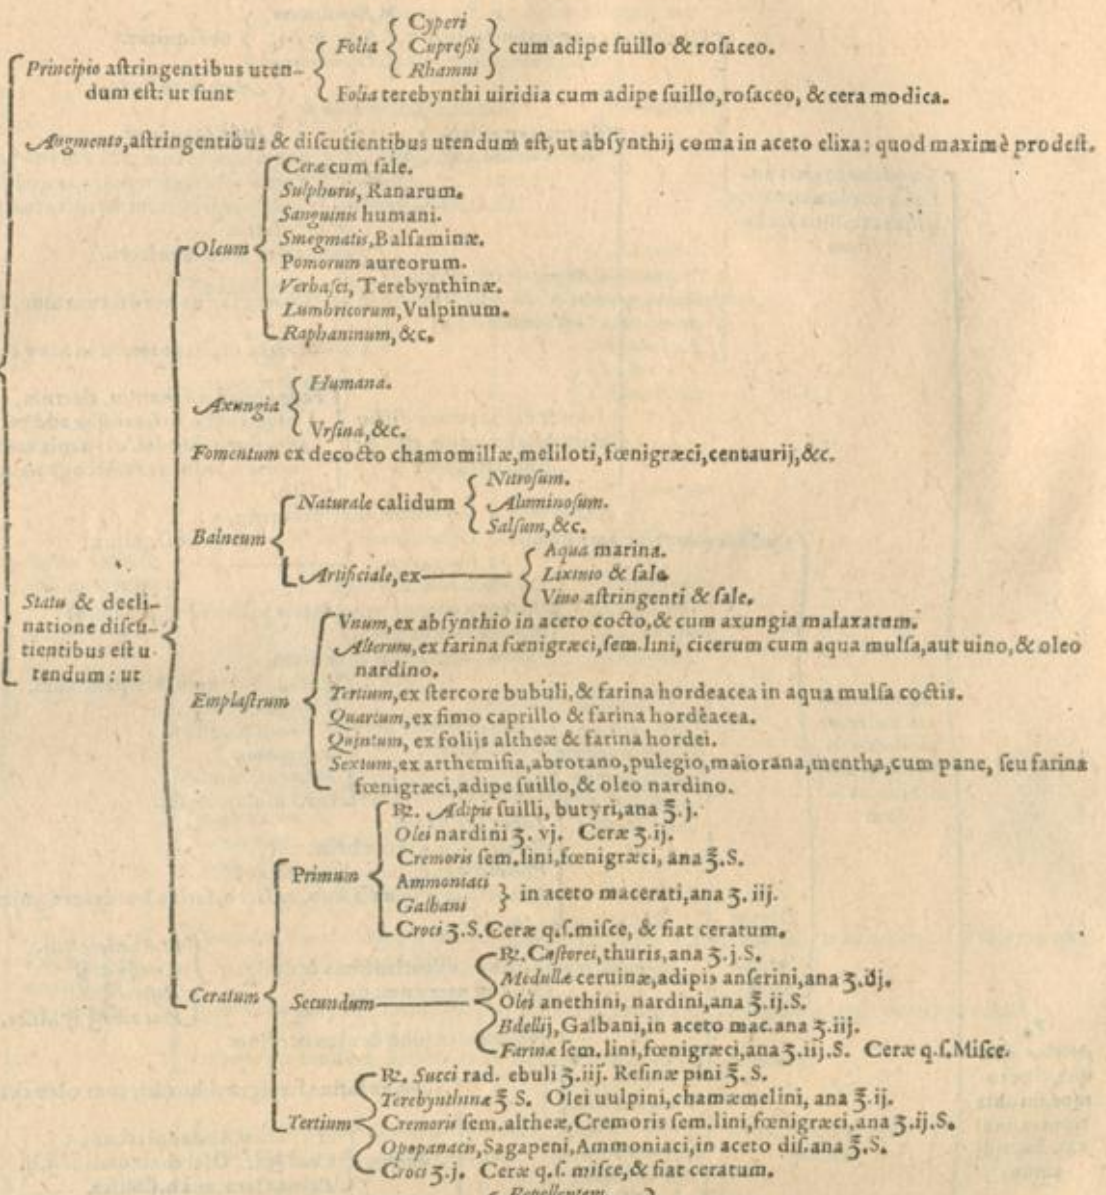 Cyperi
Folia Cupreſsi cum adipe ſuillo & roſaceo.
Rhamni
Principio aſtringentibus uten-
dum eſt: ut ſunt
Folia terebynthi uiridia cum adipe ſuillo, roſaceo, & cera modica.
Augmento, aſtringentibus & diſcutientibus utendum eſt, ut abſynthij coma in aceto elixa: quod maximè prodeſt.
Ceræ cum ſale.
Sulphuris, Ranarum.
Sanguinis humani.
Smegmatis, Balſaminæ.
Oleum
Pomorum aureorum.
Verbaſci, Terebynthinæ.
Lumbricorum, Vulpinum.
Raphaninum, &c.
Humana.
Axungia
Vrſina, &c.
Fomentum ex decocto chamomillæ, meliloti, fœnigræci, centaurij, &c.
Nitroſum.
Naturale calidum Aluminoſum.
Salſum, &c.
Balneum
Aqua marina.
Artificiale, ex Lixiuio & ſale
Vino aſtringenti & ſale.
Statu & decli-
natione diſcu-
tientibus eſt u-
tendum: ut
Vnum, ex abſynthio in aceto cocto, & cum axungia malaxatum.
Alterum, ex farina fœnigræci, ſem. lini, cicerum cum aqua mulſa, aut uino, & oleo
nardino.
Emplaſtrum
Tertium, ex ſtercore bubuli, & farina hordeacea in aqua mulſa coctis.
Quartum, ex fimo caprillo & farina hordèacea.
Quintum, ex folijs altheæ & farina hordei.
Sextum, ex arthemiſia, abrotano, pulegio, maiorana, mentha, cum pane, ſeu farina
fœnigræci, adipe ſuillo, & oleo nardino.
℞. Adipis ſuilli, butyri, ana ℥.j.
Olei nardini ʒ. vj. Ceræ ʒ.ij.
Cremoris ſem. lini, fœnigræci, ana ℥.S.
Primum
Ammoniaci
Galbani
in aceto macerati, ana ʒ. iij.
Croci ʒ.S. Ceræ q.ſ. miſce, & fiat ceratum.
Ceratum
℞. Caſtorei, thuris, ana ʒ.j.S.
Medullæ ceruinæ, adipis anſerini, ana
Secundum Olei anethini, nardini, ana ℥.ij.S.
Bdellij, Galbani, in aceto mac. ana ʒ.iij.
Farinæ ſem. lini, fœnigræci, ana ʒ.iij.S. Ceræ q.ſ. Miſce.
℞. Succi rad. ebuli ℥.iij. Reſinæ pini ℥. S.
Terebynthinæ ℥ S. Olei uulpini, chamæmelini, ana ℥.ij.
Tertium Cremoris ſem. altheæ, Cremoris ſem. lini, fœnigræci, ana ʒ.ij.S.
Opopanacis, Sagapeni, Ammoniaci, in aceto diſ. ana ℥.S.
Croci ʒ.j. Ceræ q.ſ. miſce, & fiat ceratum.
Repellentem